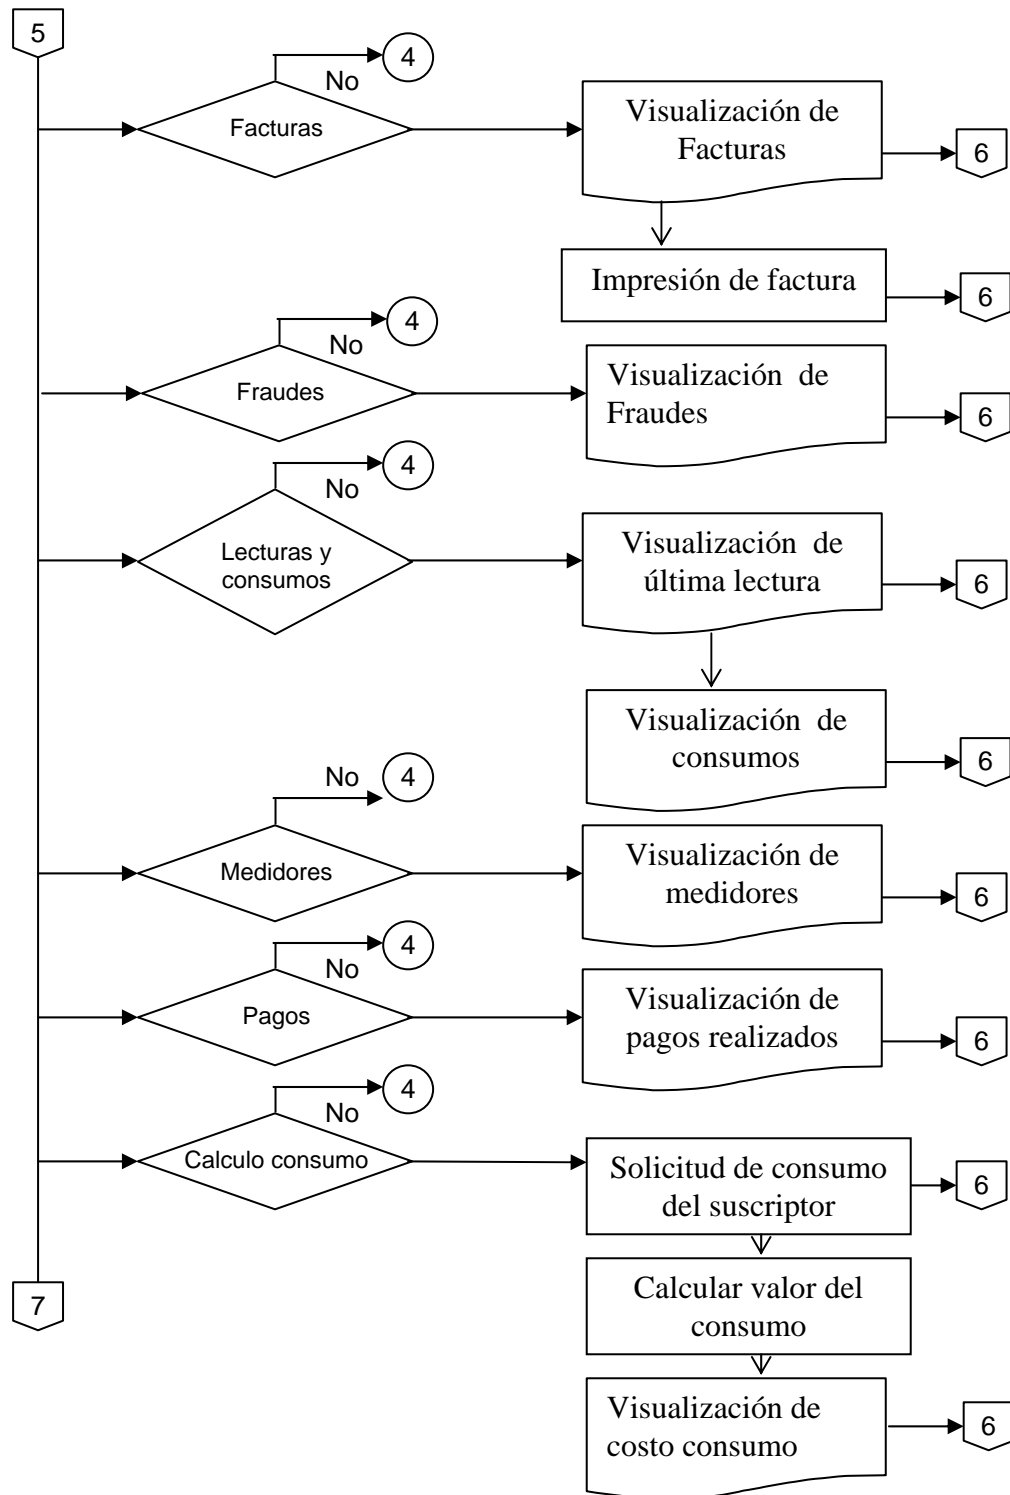 5
4
No
Facturas
Visualización de
Facturas
6
Impresión de factura
6
4
No
Fraudes
Visualización de
Fraudes
6
4
No
Lecturas y
consumos
Visualización de
última lectura
6
Visualización de
consumos
6
No
4
Medidores
Visualización de
medidores
6
4
No
Pagos
Visualización de
pagos realizados
6
4
No
Calculo consumo
Solicitud de consumo
del suscriptor
6
Calcular valor del
consumo
7
Visualización de
costo consumo
6